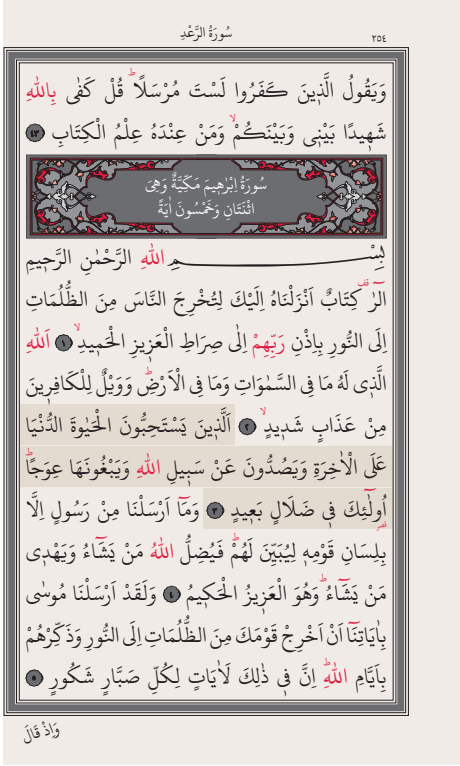 سُورَةُ الرَّعْدِ
٢٥٤
وَيَقُولُ الَّذ۪ينَ كَفَرُوا لَسْتَ مُرْسَلًاۜ قُلْ كَفٰى بِاللّٰهِ
شَه۪يدًا بَيْن۪ى وَبَيْنَكُمْۙ وَمَنْ عِنْدَهُ عِلْمُ الْكِتَابِ ٤٣
سُورَةُ اِبْرٰه۪يمَ مَكِّيَّةٌ وَهِىَ
اثْنَتَانِ وَخَمْسُونَ اٰيَةً
بِسْمِ اللّٰهِ الرَّحْمٰنِ الرَّح۪يمِ
الٓرٰ۠ كِتَابٌ اَنْزَلْنَاهُ اِلَيْكَ لِتُخْرِجَ النَّاسَ مِنَ الظُّلُمَاتِ
اِلَى النُّورِ بِاِذْنِ رَبِّهِمْ اِلٰى صِرَاطِ الْعَز۪يزِ الْحَم۪يدِۙ ١ اَللّٰهِ
الَّذ۪ى لَهُ مَا فِى السَّمٰوَاتِ وَمَا فِى الْاَرْضِۜ وَوَيْلٌ لِلْكَافِر۪ينَ
مِنْ عَذَابٍ شَد۪يدٍۙ ٢ اَلَّذ۪ينَ يَسْتَحِبُّونَ الْحَيٰوةَ الدُّنْيَا
عَلَى الْاٰخِرَةِ وَيَصُدُّونَ عَنْ سَب۪يلِ اللّٰهِ وَيَبْغُونَهَا عِوَجًاۜ
اُو۬لٰٓئِكَ ف۪ى ضَلَالٍ بَع۪يدٍ ٣ وَمَٓا اَرْسَلْنَا مِنْ رَسُولٍ اِلَّا
بِلِسَانِ قَوْمِه۪ لِيُبَيِّنَ لَهُمْۜ فَيُضِلُّ اللّٰهُ مَنْ يَشَٓاءُ وَيَهْد۪ى
مَنْ يَشَٓاءُۜ وَهُوَ الْعَز۪يزُ الْحَك۪يمُ ٤ وَلَقَدْ اَرْسَلْنَا مُوسٰى
بِاٰيَاتِنَٓا اَنْ اَخْرِجْ قَوْمَكَ مِنَ الظُّلُمَاتِ اِلَى النُّورِ وَذَكِّرْهُمْ
بِاَيَّامِ اللّٰهِۜ اِنَّ ف۪ى ذٰلِكَ لَاٰيَاتٍ لِكُلِّ صَبَّارٍ شَكُورٍ ٥
وَاِذْ قَالَ